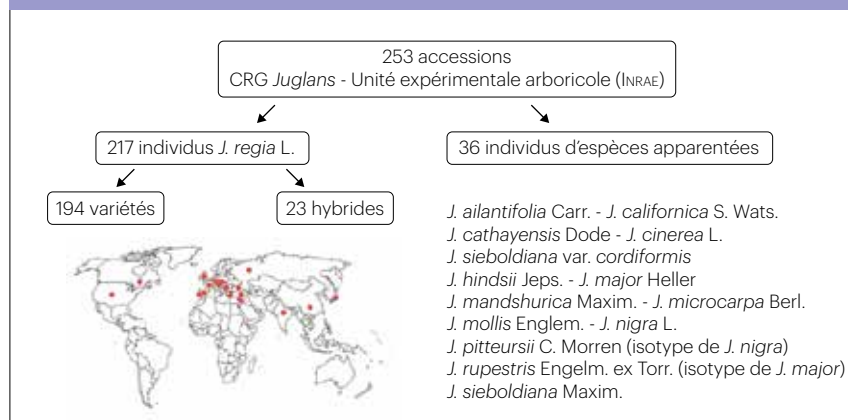 253 accessions
CRG Juglans - Unité expérimentale arboricole (INRAE)
217 individus J. regia L.
36 individus d'espèces apparentées
194 variétés
23 hybrides
J. ailantifolia Carr. - J. californica S. Wats.
J. cathayensis Dode - J. cinerea L.
J. sieboldiana var. cordiformis
J. hindsii Jeps. - J. major Heller
J. mandshurica Maxim. - J. microcarpa Berl.
J. mollis Englem. - J. nigra L.
J. pitteursii C. Morren (isotype de J. nigra)
J. rupestris Engelm. ex Torr. (isotype de J. major)
J. sieboldiana Maxim.